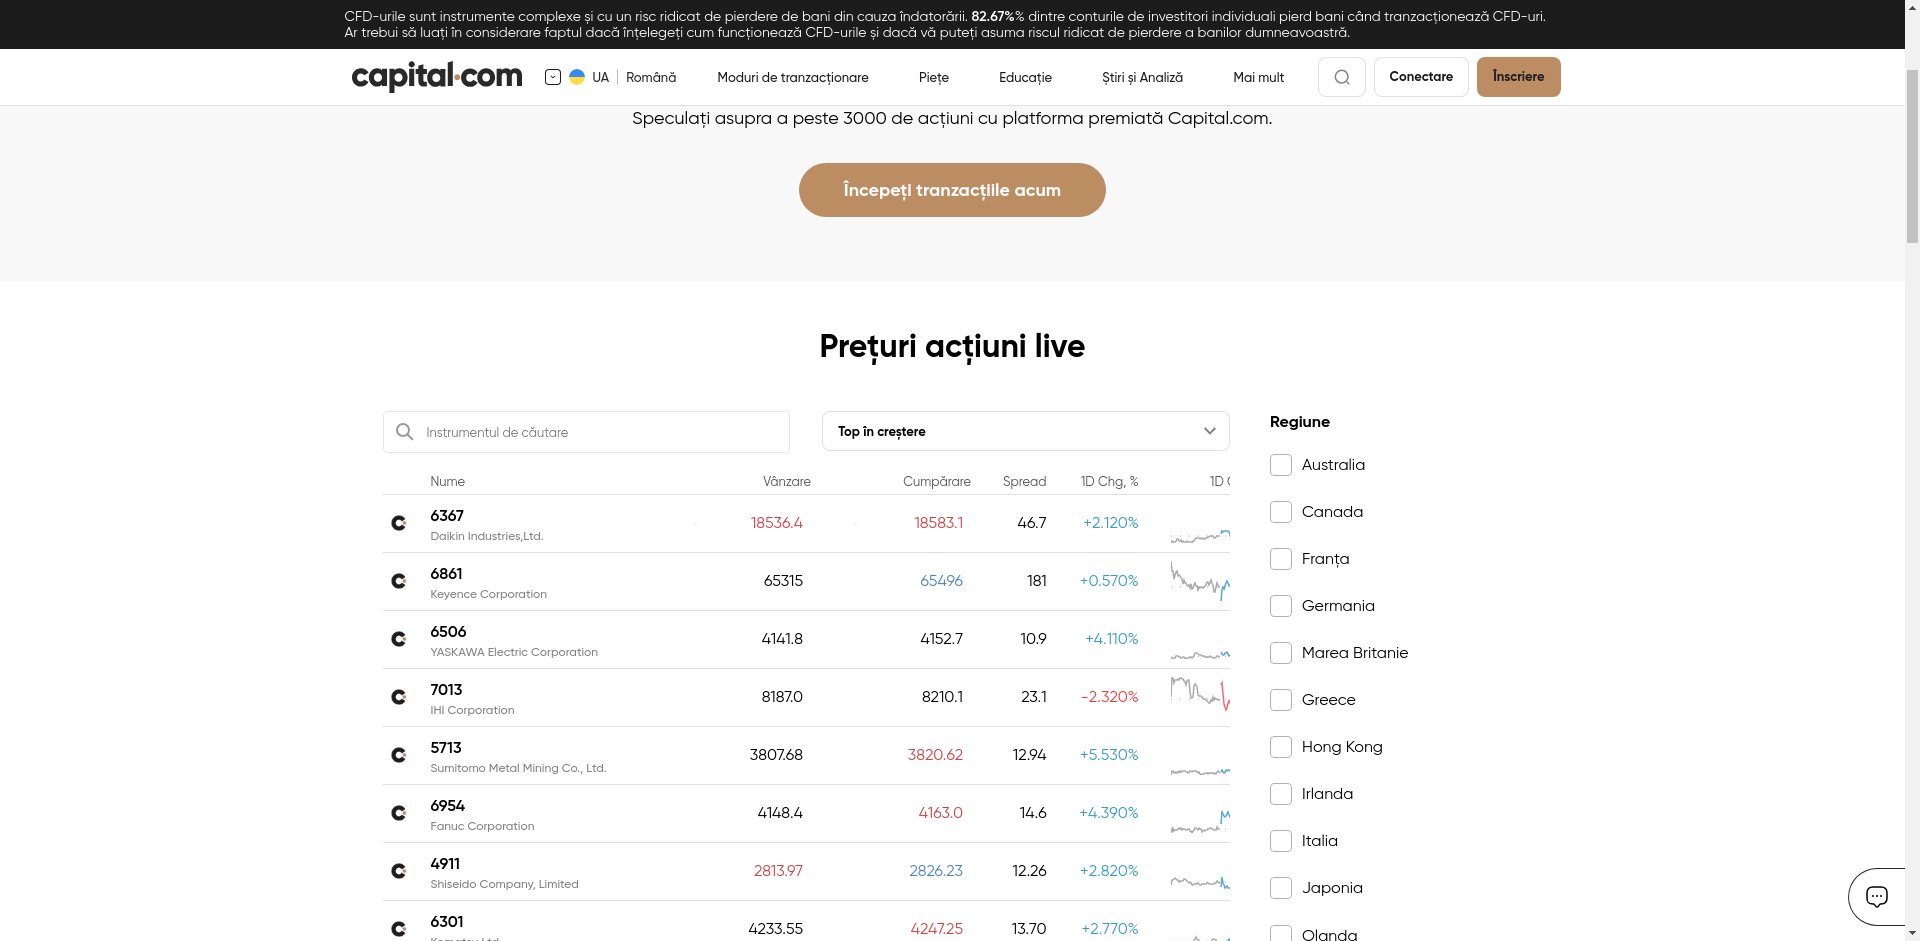 CFD-urile sunt instrumente complexe și cu un risc ridicat de pierdere de bani din cauza îndatorării. 82.67%% dintre conturile de investitori individuali pierd bani când tranzacționează CFD-uri.
Ar trebui să luați în considerare faptul dacă înțelegeți cum funcționează CFD-urile și dacă vă puteți asuma riscul ridicat de pierdere a banilor dumneavoastră.
capital.com UA Română Moduri de tranzacționare Piețe Educație Știri și Analiză Mai mult Conectare Înscriere
Speculați asupra a peste 3000 de acțiuni cu platforma premiată Capital.com.
Începeți tranzacțiile acum
Prețuri acțiuni live
Instrumentul de căutare
Top în creștere
Nume Vânzare Cumpărare Spread 1D Chg, % 1D
6367 18536.4 18583.1 46.7 +2.120%
Daikin Industries,Ltd.
6861 65315 65496 181 +0.570%
Keyence Corporation
6506 4141.8 4152.7 10.9 +4.110%
YASKAWA Electric Corporation
7013 8187.0 8210.1 23.1 -2.320%
IHI Corporation
5713 3807.68 3820.62 12.94 +5.530%
Sumitomo Metal Mining Co., Ltd.
6954 4148.4 4163.0 14.6 +4.390%
Fanuc Corporation
4911 2813.97 2826.23 12.26 +2.820%
Shiseido Company, Limited
6301 4233.55 4247.25 13.70 +2.770%
Regiune
Australia
Canada
Franța
Germania
Marea Britanie
Greece
Hong Kong
Irlanda
Italia
Japonia
Olanda